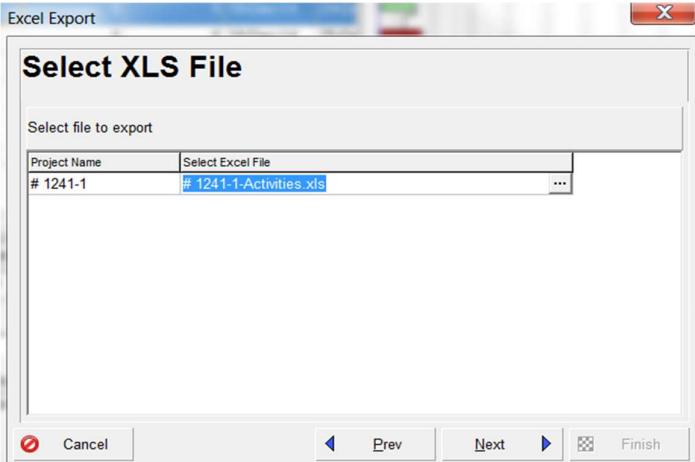 Excel Export
Select XLS File
Select file to export
Project Name Select Excel File
# 1241-1 # 1241-1-Activities.xls ...
Cancel Prev Next Finish